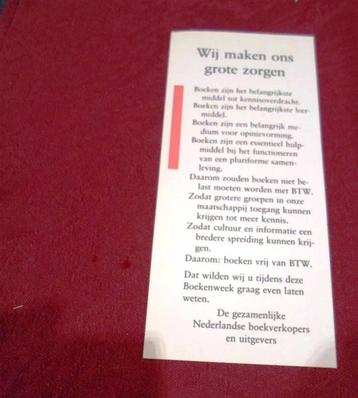 Wij maken ons
grote zorgen
Boeken zijn het belangrijkste
middel tot kennisoverdracht.
Boeken zijn het belangrijkste leer-
middel.
Boeken zijn een belangrijk me-
dium voor opinievorming.
Boeken zijn een essentieel hulp-
middel bij het functioneren
van een pluriforme samen-
leving.
Daarom zouden boeken niet be-
last moeten worden met BTW.
Zodat grotere groepen in onze
maatschappij toegang kunnen
krijgen tot meer kennis.
Zodat cultuur en informatie een
bredere spreiding kunnen krij-
gen.
Daarom: boeken vrij van BTW.
Dat wilden wij u tijdens deze
Boekenweek graag even laten
weten.
De gezamenlijke
Nederlandse boekverkopers
en uitgevers